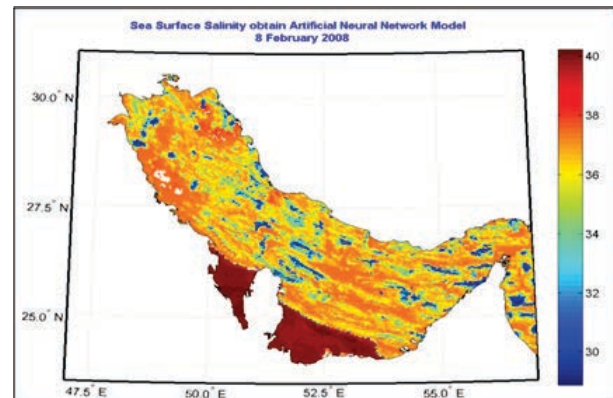 Sea Surface Salinity obtain Artificial Neural Network Model
8 February 2008
40
38
36
34
32
30
30.0° N
27.5° N
25.0° N
47.5° E
50.0° E
52.5° E
55.0° E